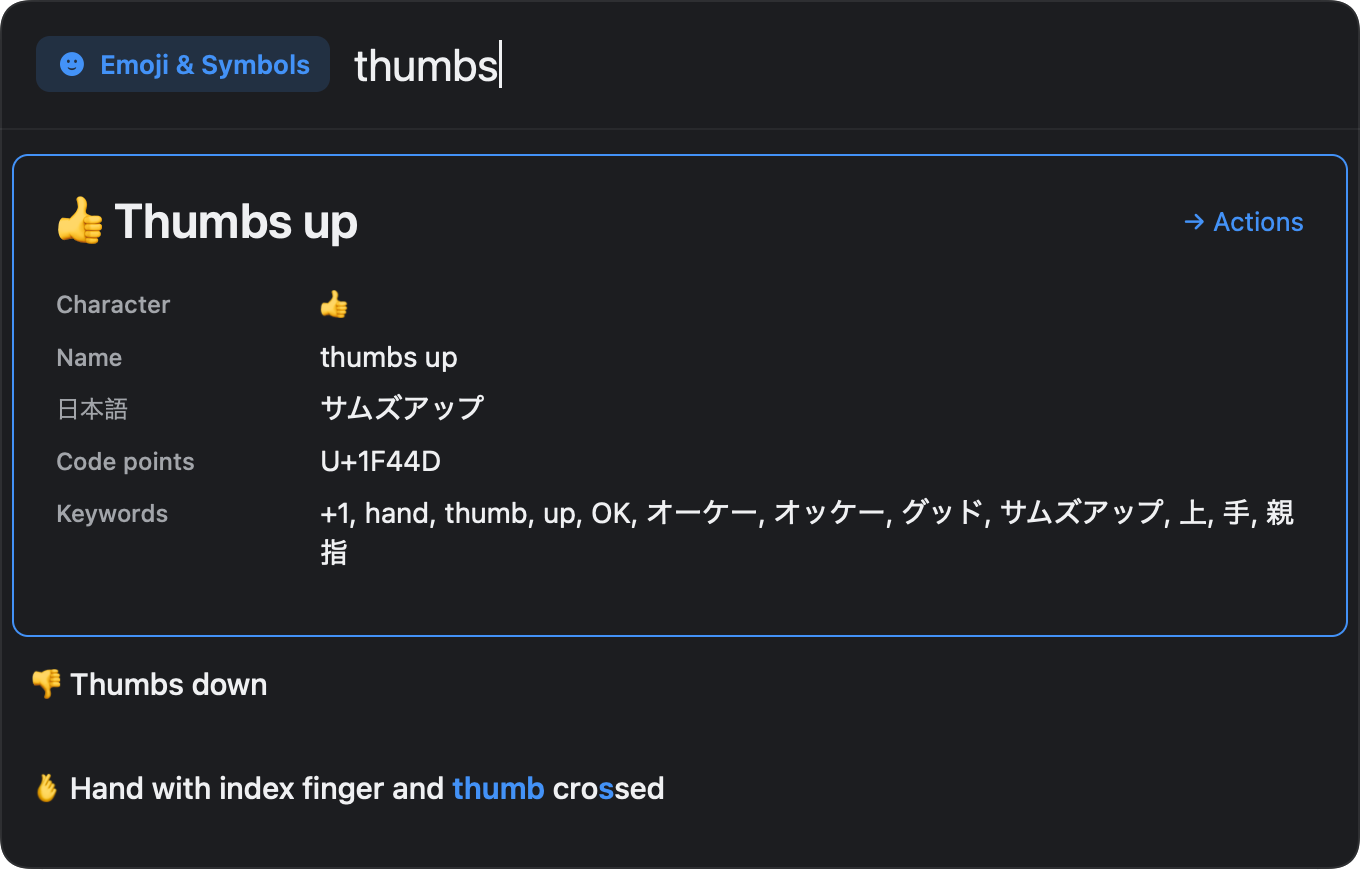 Emoji & Symbols thumbs
👍 Thumbs up → Actions
Character 👍
Name thumbs up
日本語 サムズアップ
Code points U+1F44D
Keywords +1, hand, thumb, up, OK, オーケー, オッケー, グッド, サムズアップ, 上, 手, 親
指
👎 Thumbs down
🫰 Hand with index finger and thumb crossed